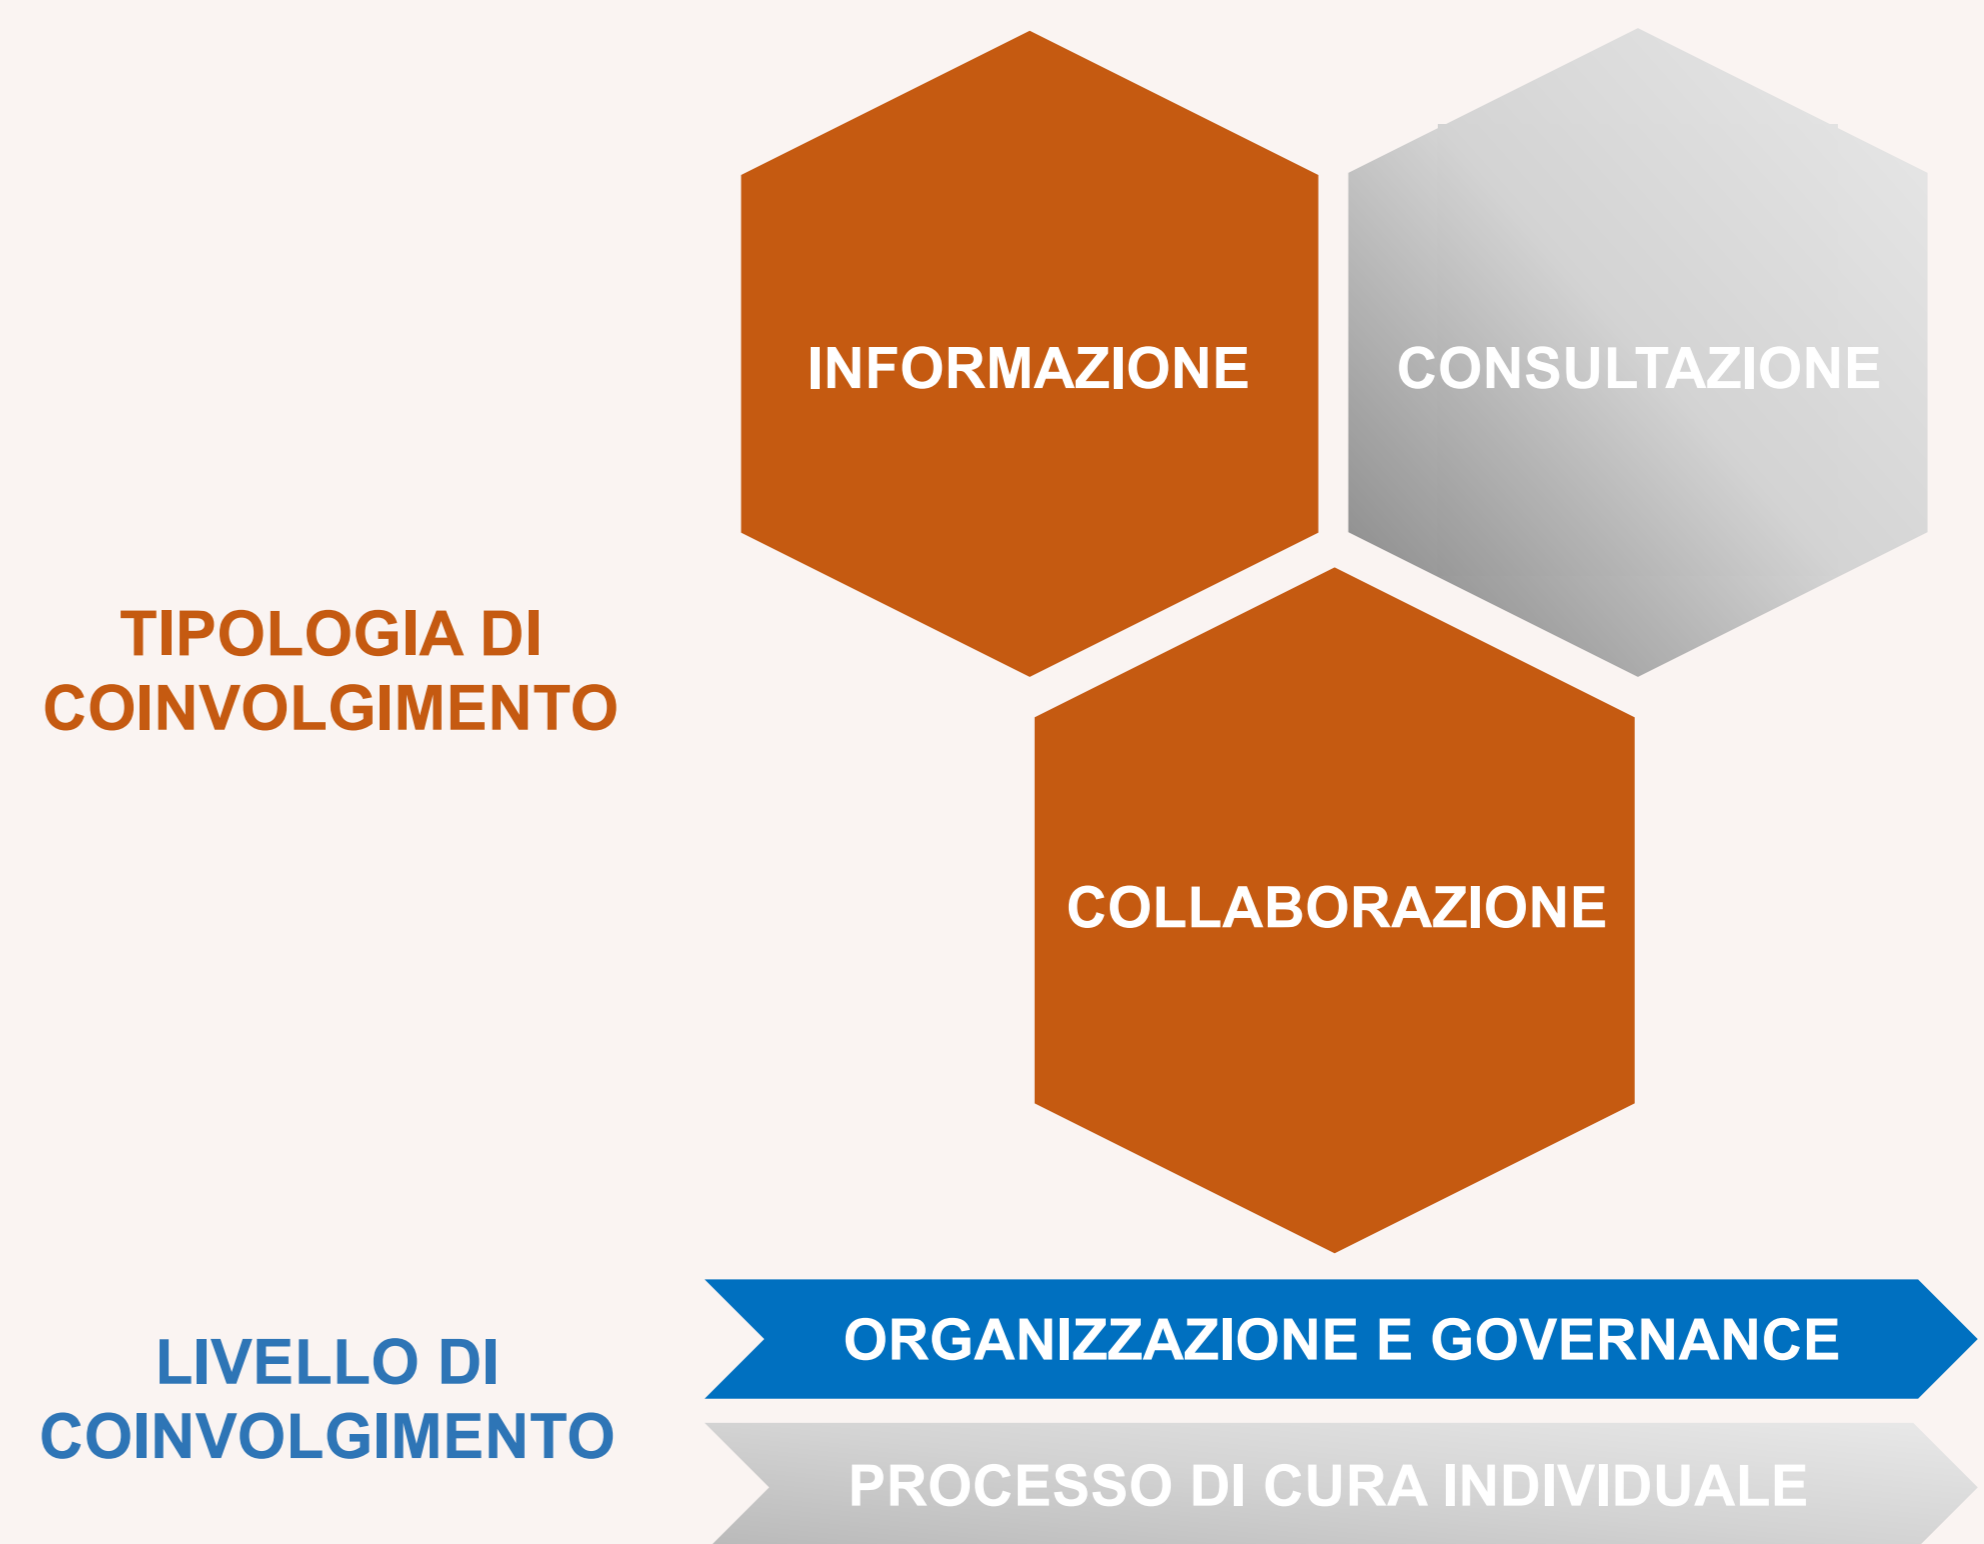 INFORMAZIONE
CONSULTAZIONE
TIPOLOGIA DI
COINVOLGIMENTO
COLLABORAZIONE
ORGANIZZAZIONE E GOVERNANCE
LIVELLO DI
COINVOLGIMENTO
PROCESSO DI CURA INDIVIDUALE